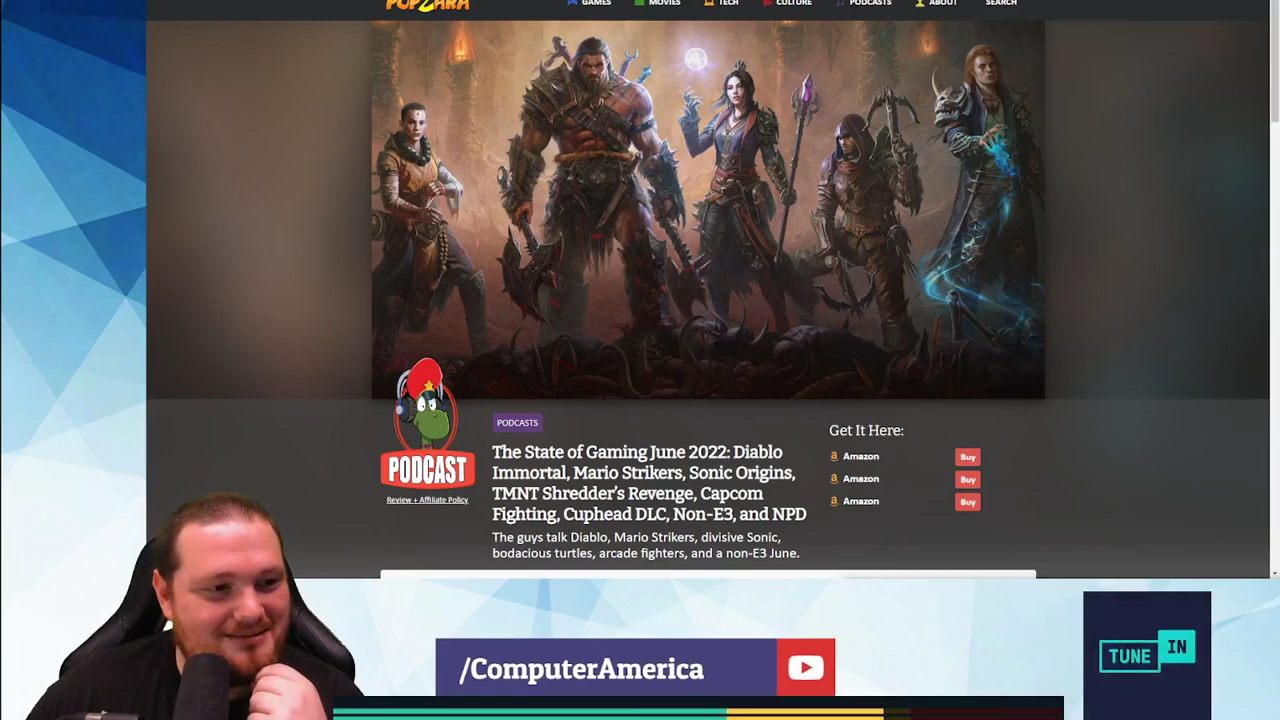 POPZARA
GAMES
MOVIES
TECH
CULTURE
PODCASTS
ABOUT
SEARCH
PODCAST
Review + Affiliate Policy
PODCASTS
The State of Gaming June 2022: Diablo
Immortal, Mario Strikers, Sonic Origins,
TMNT Shredder's Revenge, Capcom
Fighting, Cuphead DLC, Non-E3, and NPD
The guys talk Diablo, Mario Strikers, divisive Sonic,
bodacious turtles, arcade fighters, and a non-E3 June.
Get It Here:
Amazon Buy
Amazon Buy
Amazon Buy
/ComputerAmerica
TUNE IN